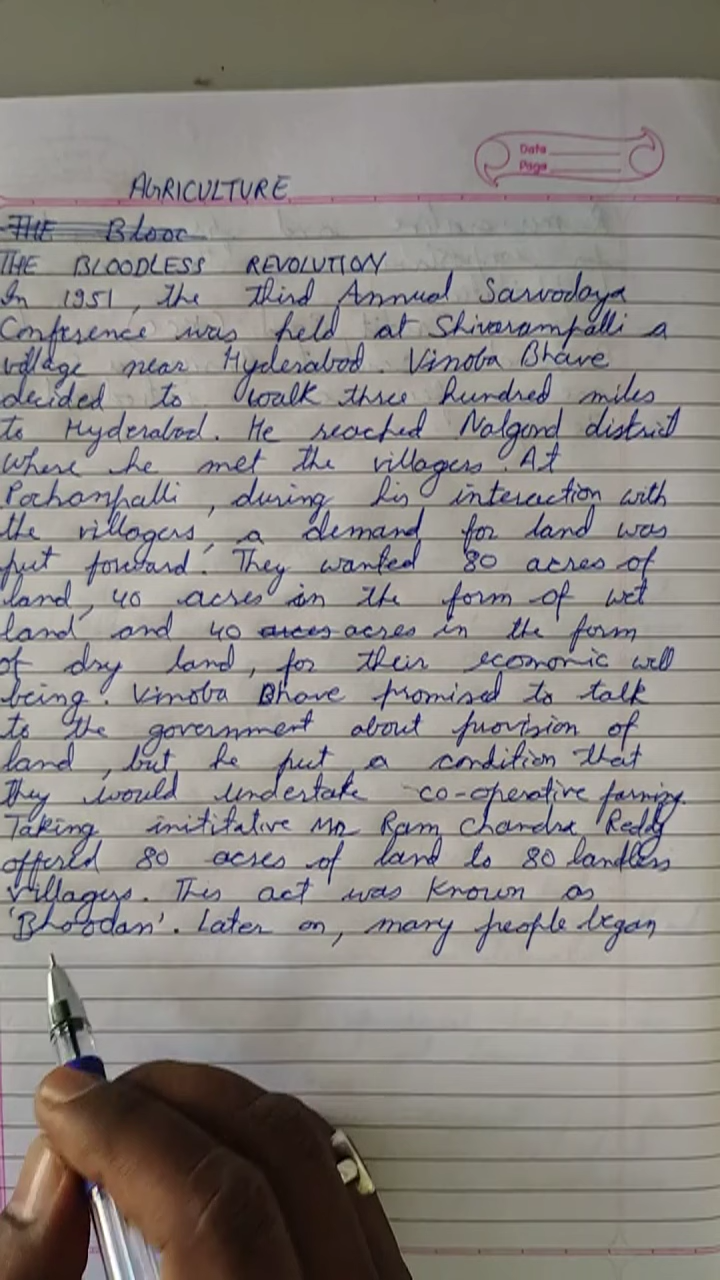 Date
Page
AGRICULTURE
THE Bloo
THE BLOODLESS REVOLUTION
In 1951, the third Annual Sarvodaya
Conference was held at Shivarampalli a
village near Hyderabad. Vinoba Bhave
decided to walk three hundred miles
to Hyderabad. He reached Nalgond district
where he met the villagers. At
Pochampalli, during his interaction with
the villagers, a demand for land was
put forward. They wanted 80 acres of
land, 40 acres in the form of wet
land and 40 acres in the form
of dry land, for their economic well
being. Vinoba Bhave promised to talk
to the government about provision of
land, but he put a condition that
they would undertake co-operative farming.
Taking inititative Mr Ram Chandra Reddy
offered 80 acres of land to 80 landless
villagers. This act was known as
'Bhoodan'. Later on, many people began